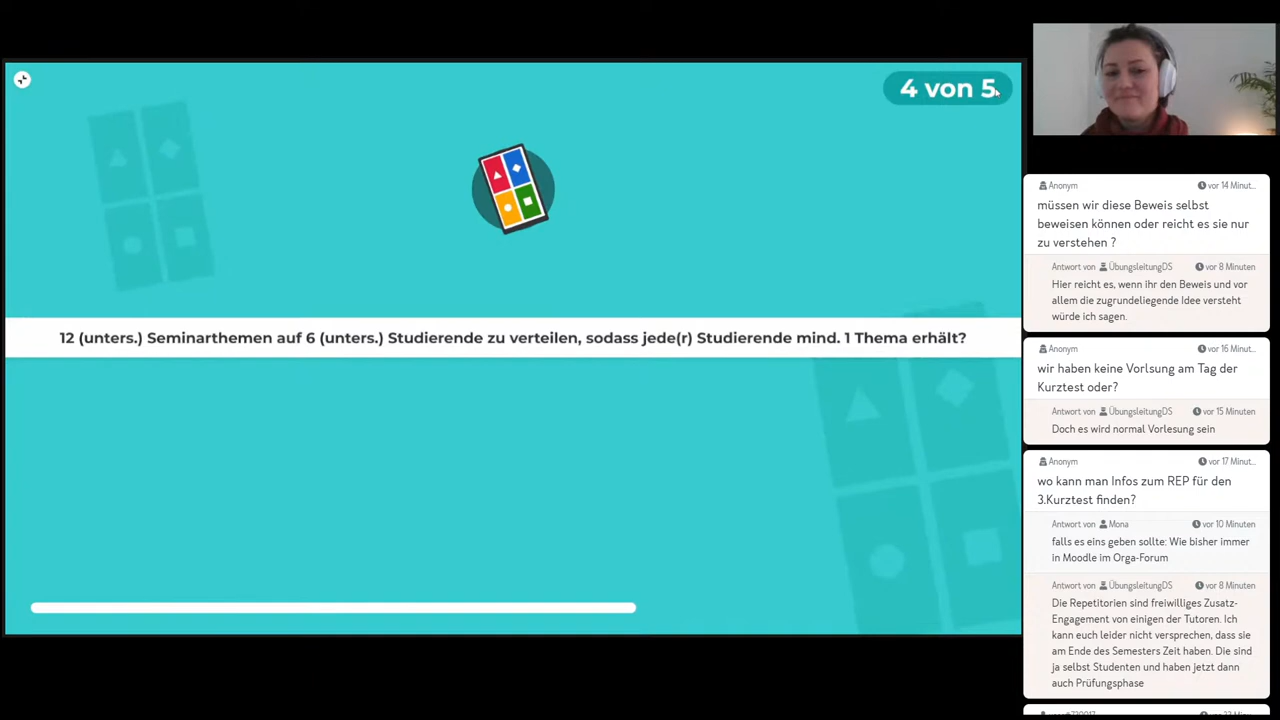 4 von 5
12 (unters.) Seminarthemen auf 6 (unters.) Studierende zu verteilen, sodass jede(r) Studierende mind. 1 Thema erhält?
Anonym vor 14 Minut...
müssen wir diese Beweis selbst
beweisen können oder reicht es sie nur
zu verstehen ?
Antwort von ÜbungsleitungDS vor 8 Minuten
Hier reicht es, wenn ihr den Beweis und vor
allem die zugrundeliegende Idee versteht
würde ich sagen.
Anonym vor 16 Minut...
wir haben keine Vorlsung am Tag der
Kurztest oder?
Antwort von ÜbungsleitungDS vor 15 Minuten
Doch es wird normal Vorlesung sein
Anonym vor 17 Minut...
wo kann man Infos zum REP für den
3.Kurztest finden?
Antwort von Mona vor 10 Minuten
falls es eins geben sollte: Wie bisher immer
in Moodle im Orga-Forum
Antwort von ÜbungsleitungDS vor 8 Minuten
Die Repetitorien sind freiwilliges Zusatz-
Engagement von einigen der Tutoren. Ich
kann euch leider nicht versprechen, dass sie
am Ende des Semesters Zeit haben. Die sind
ja selbst Studenten und haben jetzt dann
auch Prüfungsphase